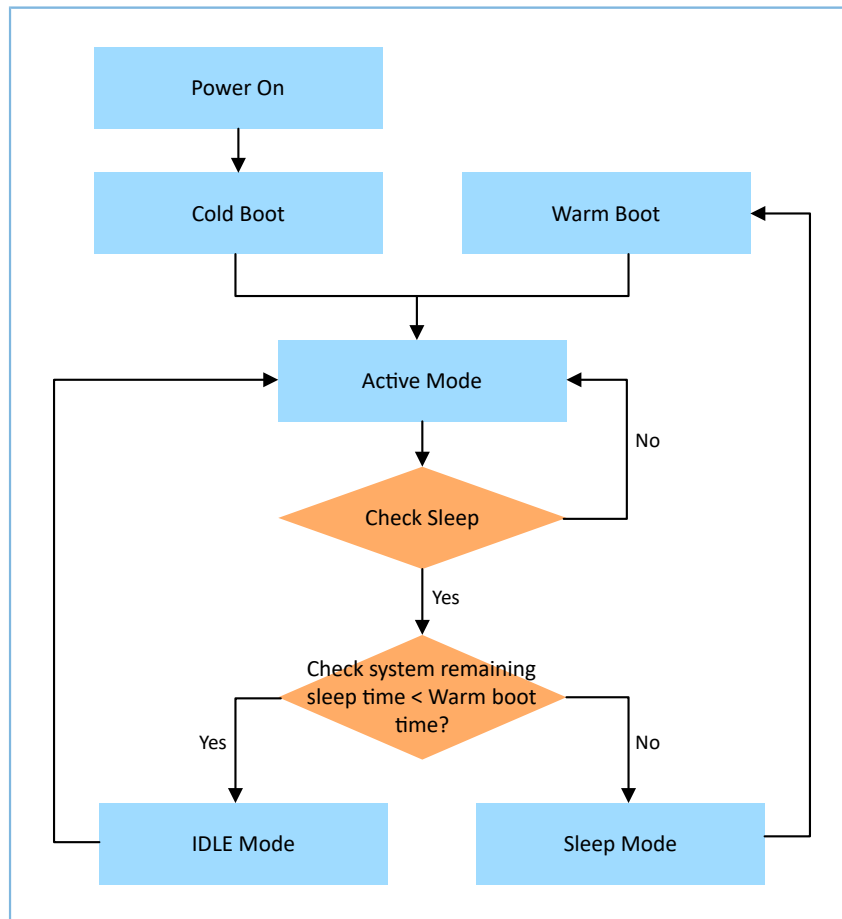 Power On
Cold Boot
Warm Boot
Active Mode
No
Check Sleep
Yes
Check system remaining
sleep time < Warm boot
time?
Yes
No
IDLE Mode
Sleep Mode